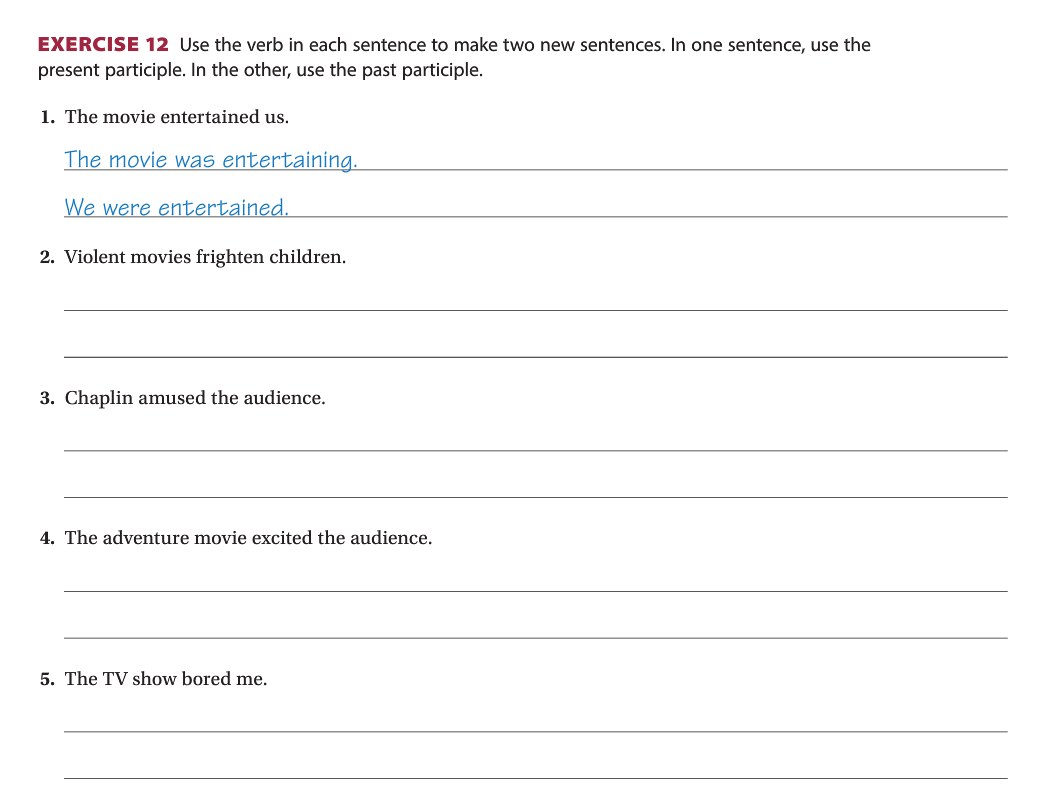 EXERCISE 12 Use the verb in each sentence to make two new sentences. In one sentence, use the
present participle. In the other, use the past participle.
1. The movie entertained us.
The movie was entertaining.
We were entertained.
2. Violent movies frighten children.
3. Chaplin amused the audience.
4. The adventure movie excited the audience.
5. The TV show bored me.